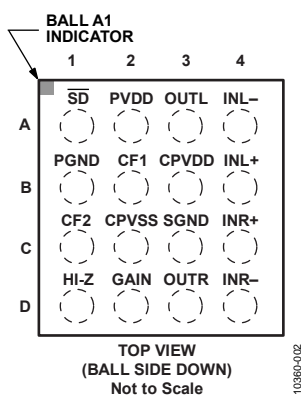 BALL A1
INDICATOR
1 2 3 4
SD PVDD OUTL INL–
A
PGND CF1 CPVDD INL+
B
CF2 CPVSS SGND INR+
C
HI-Z GAIN OUTR INR–
D
TOP VIEW
(BALL SIDE DOWN)
Not to Scale
10360-002